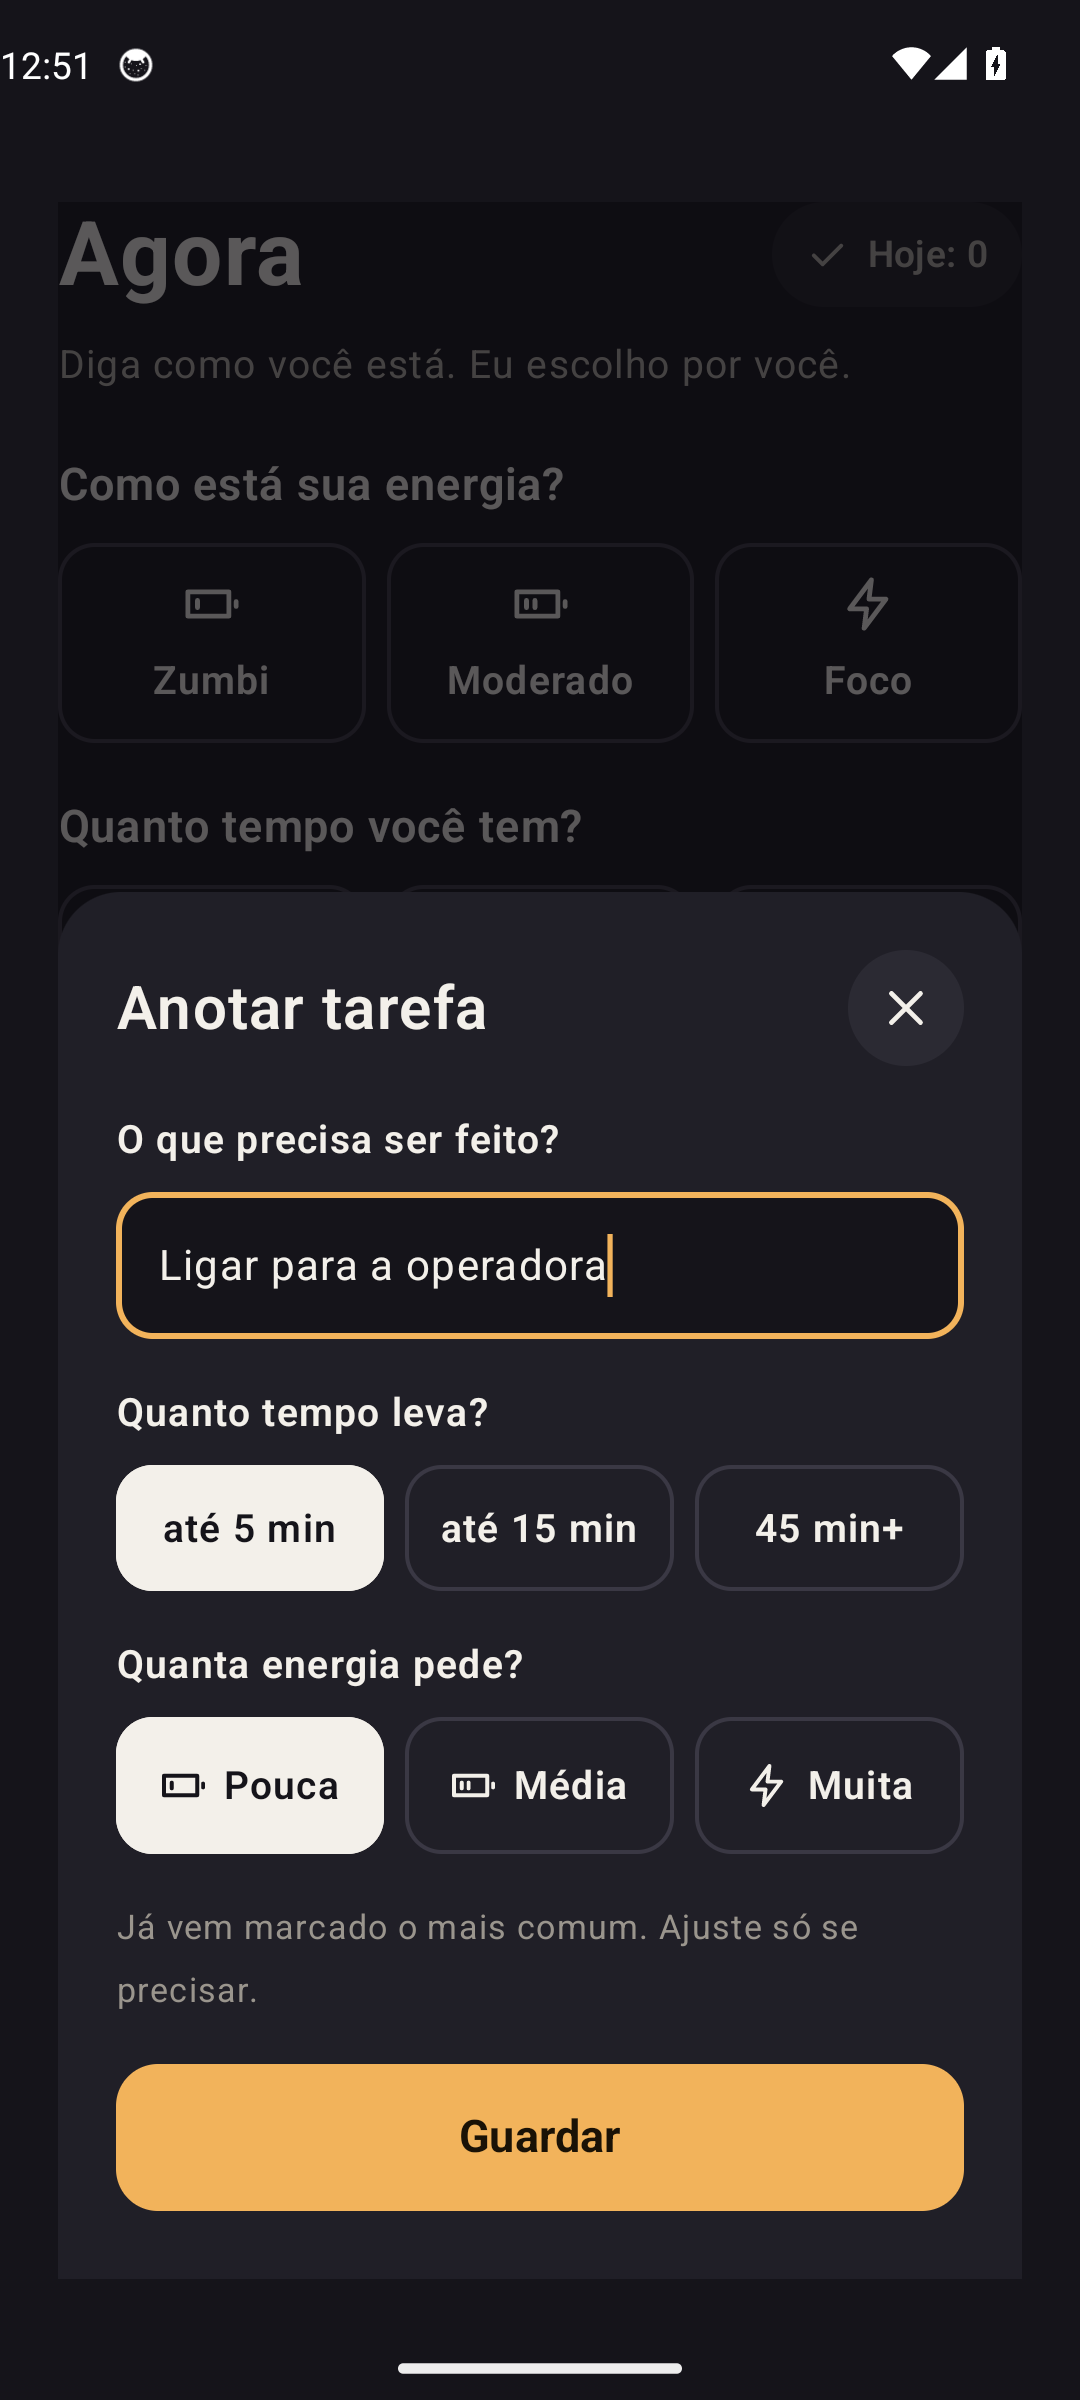 12:51
Agora
Hoje: 0
Diga como você está. Eu escolho por você.
Como está sua energia?
Zumbi
Moderado
Foco
Quanto tempo você tem?
Anotar tarefa
O que precisa ser feito?
Ligar para a operadora
Quanto tempo leva?
até 5 min
até 15 min
45 min+
Quanta energia pede?
Pouca
Média
Muita
Já vem marcado o mais comum. Ajuste só se
precisar.
Guardar